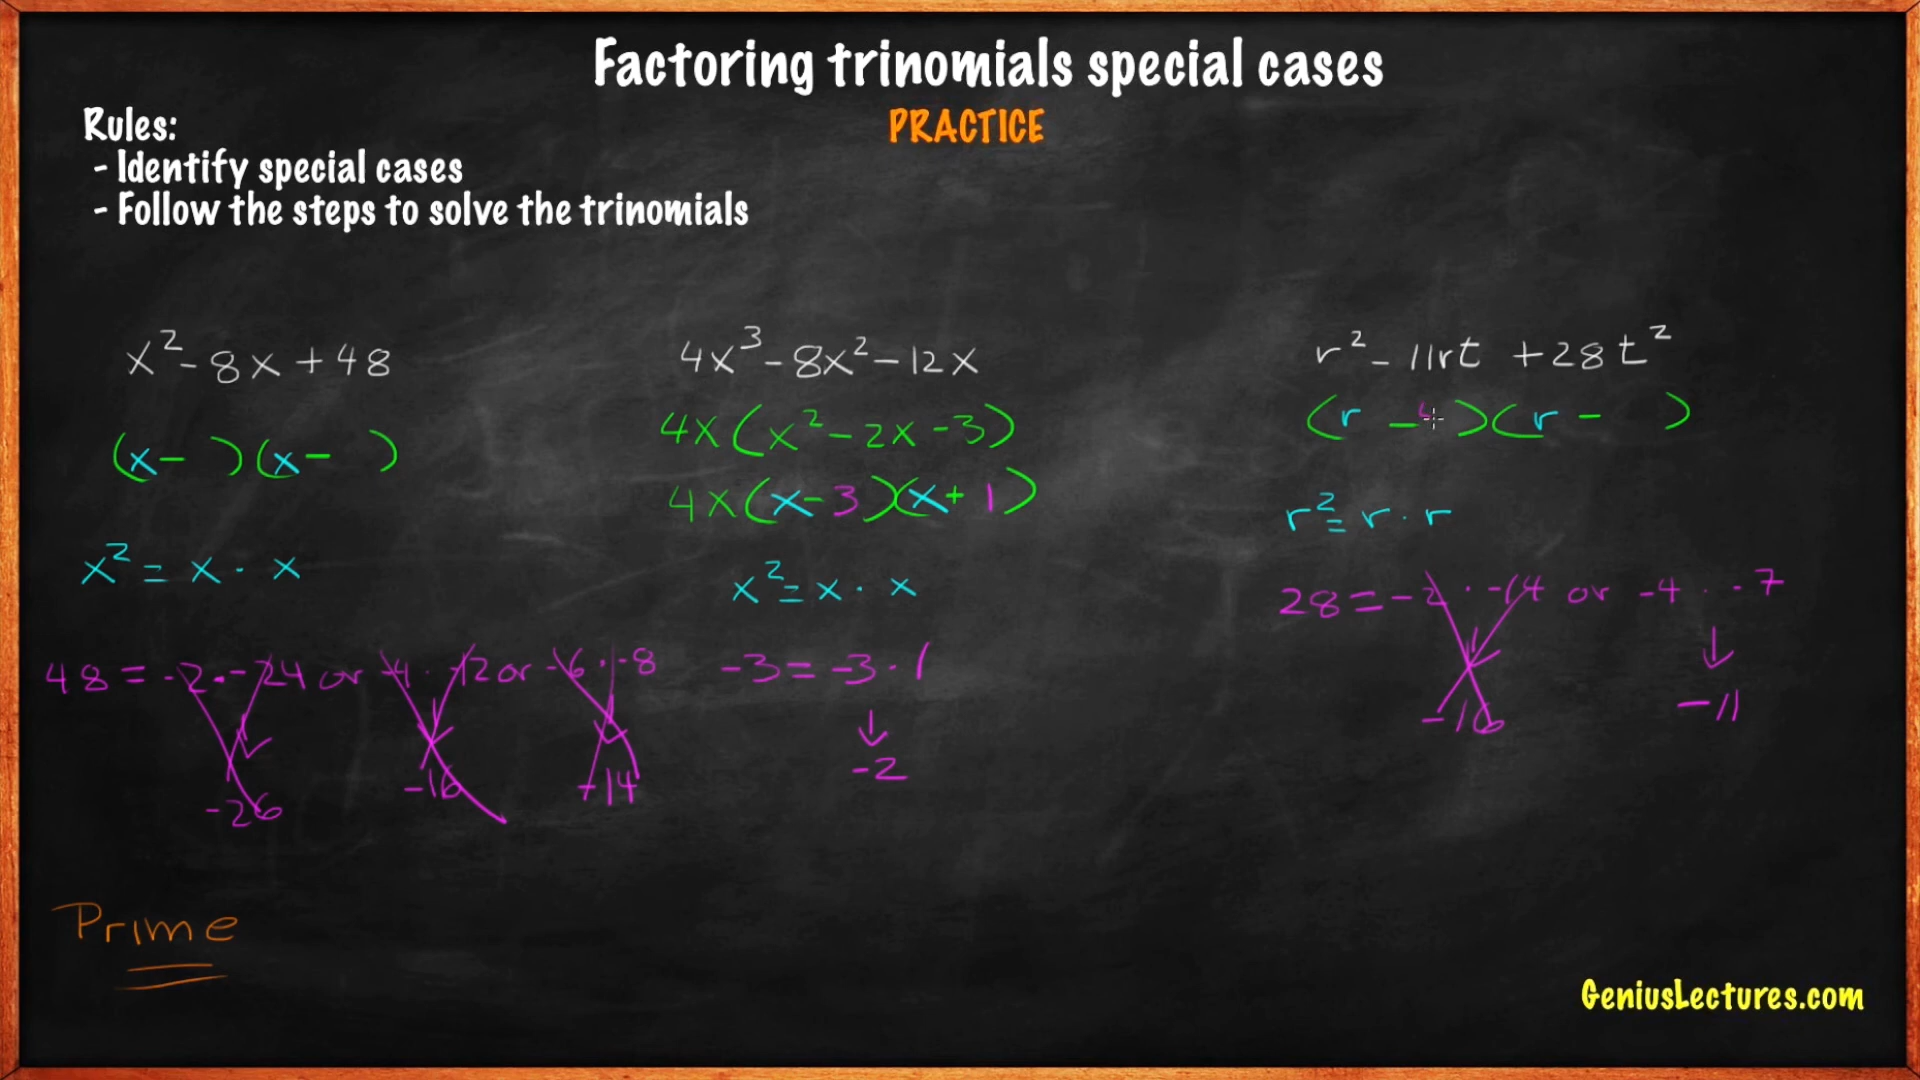 Factoring trinomials special cases
PRACTICE
Rules:
- Identify special cases
- Follow the steps to solve the trinomials
x² - 8x + 48
(x - )(x - )
x² = x · x
48 = -2 · -24 or -4 · -12 or -6 · -8
-26
-16
-14
Prime
4x³ - 8x² - 12x
4x(x² - 2x - 3)
4x(x - 3)(x + 1)
x² = x · x
-3 = -3 · 1
↓
-2
r² - 11rt + 28t²
(r - 4 )(r - )
r² = r · r
28 = -2 · -14 or -4 · -7
-16
↓
-11
GeniusLectures.com